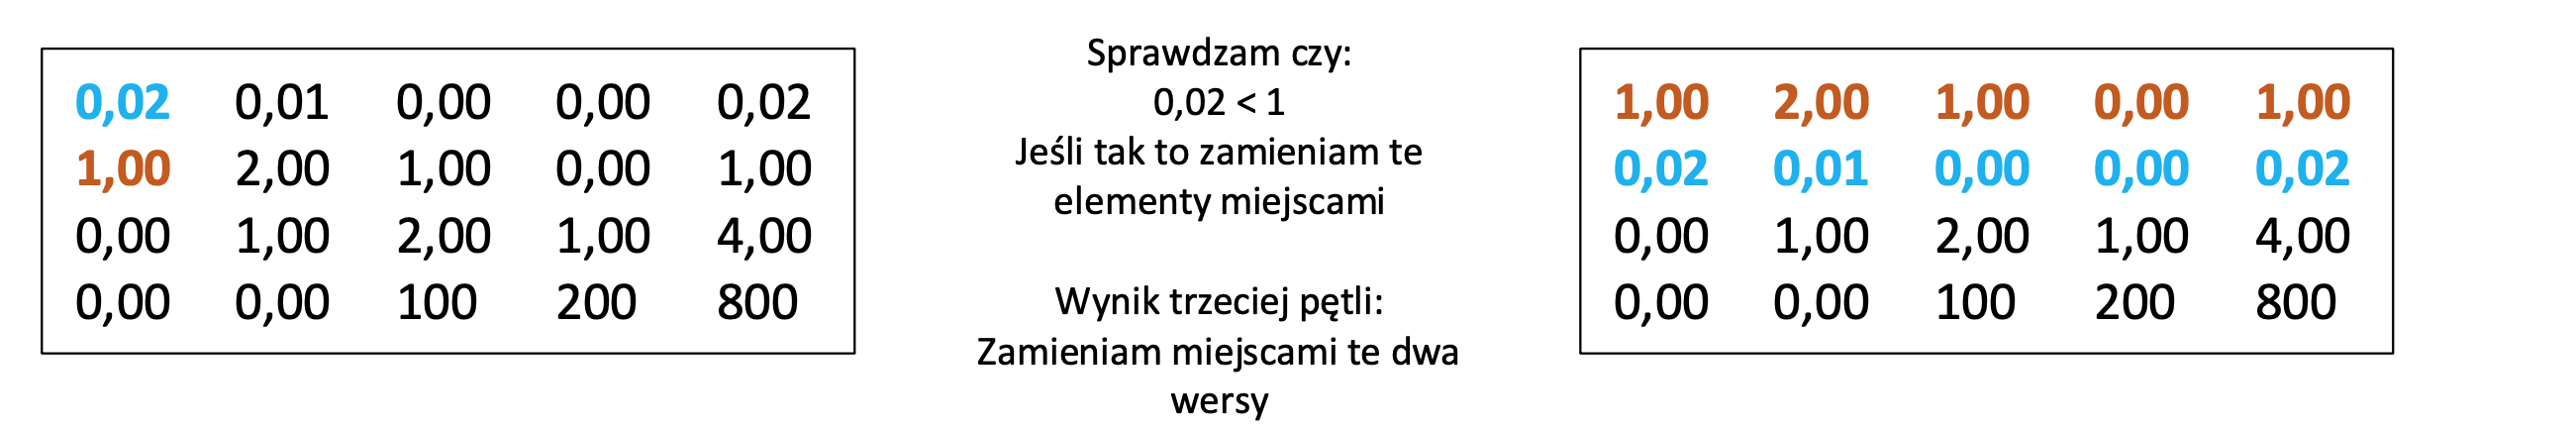 0,02 0,01 0,00 0,00 0,02
1,00 2,00 1,00 0,00 1,00
0,00 1,00 2,00 1,00 4,00
0,00 0,00 100 200 800
Sprawdzam czy:
0,02 < 1
Jeśli tak to zamieniam te
elementy miejscami
Wynik trzeciej pętli:
Zamieniam miejscami te dwa
wersy
1,00 2,00 1,00 0,00 1,00
0,02 0,01 0,00 0,00 0,02
0,00 1,00 2,00 1,00 4,00
0,00 0,00 100 200 800